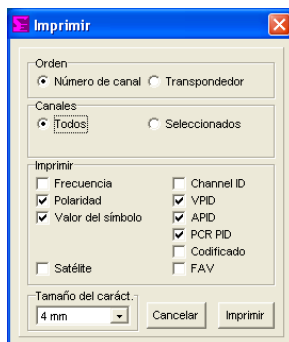 Imprimir
Orden
Número de canal Transpondedor
Canales
Todos Seleccionados
Imprimir
Frecuencia Channel ID
Polaridad VPID
Valor del símbolo APID
PCR PID
Codificado
Satélite FAV
Tamaño del caráct.
4 mm Cancelar Imprimir